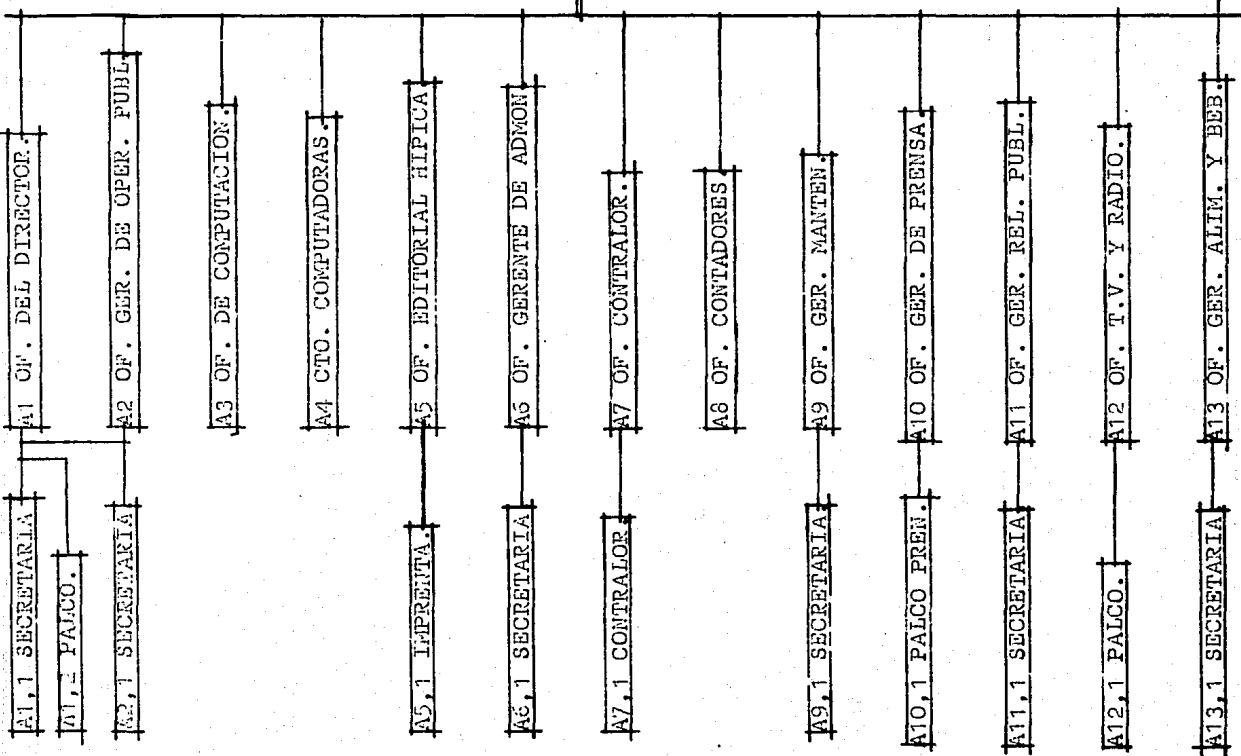 A1 OF. DEL DIRECTOR.
A2 OF. GER. DE OPER. PUBL.
A3 OF. DE COMPUTACION.
A4 CTO. COMPUTADORAS.
A5 OF. EDITORIAL HIPICA
A6 OF. GERENTE DE ADMON
A7 OF. CONTRALOR.
A8 OF. CONTADORES
A9 OF. GER. MANTEN.
A10 OF. GER. DE PRENSA.
A11 OF. GER. REL. PUBL.
A12 OF. T.V. Y RADIO.
A13 OF. GER. ALIM. Y BEB.
A1,1 SECRETARIA
A1,2 PALCO.
A2,1 SECRETARIA
A5,1 IMPRENTA.
A6,1 SECRETARIA
A7,1 CONTRALOR.
A9,1 SECRETARIA.
A10,1 PALCO PREN.
A11,1 SECRETARIA
A12,1 PALCO.
A13,1 SECRETARIA